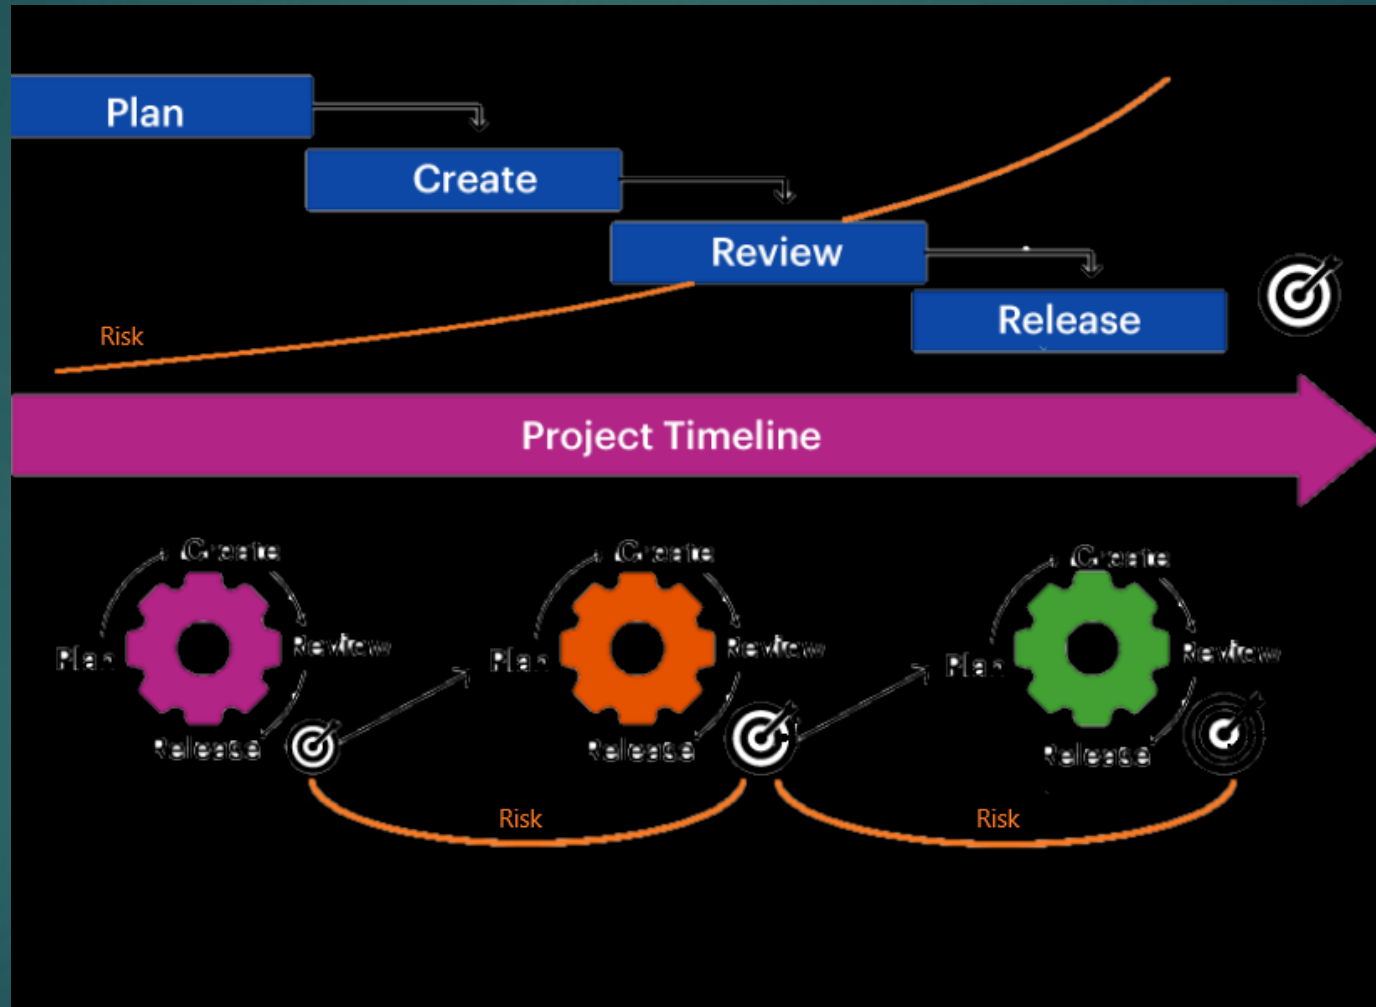 Plan
Create
Review
Release
Risk
Project Timeline
Create
Plan
Review
Release
Create
Plan
Review
Release
Create
Plan
Review
Release
Risk
Risk